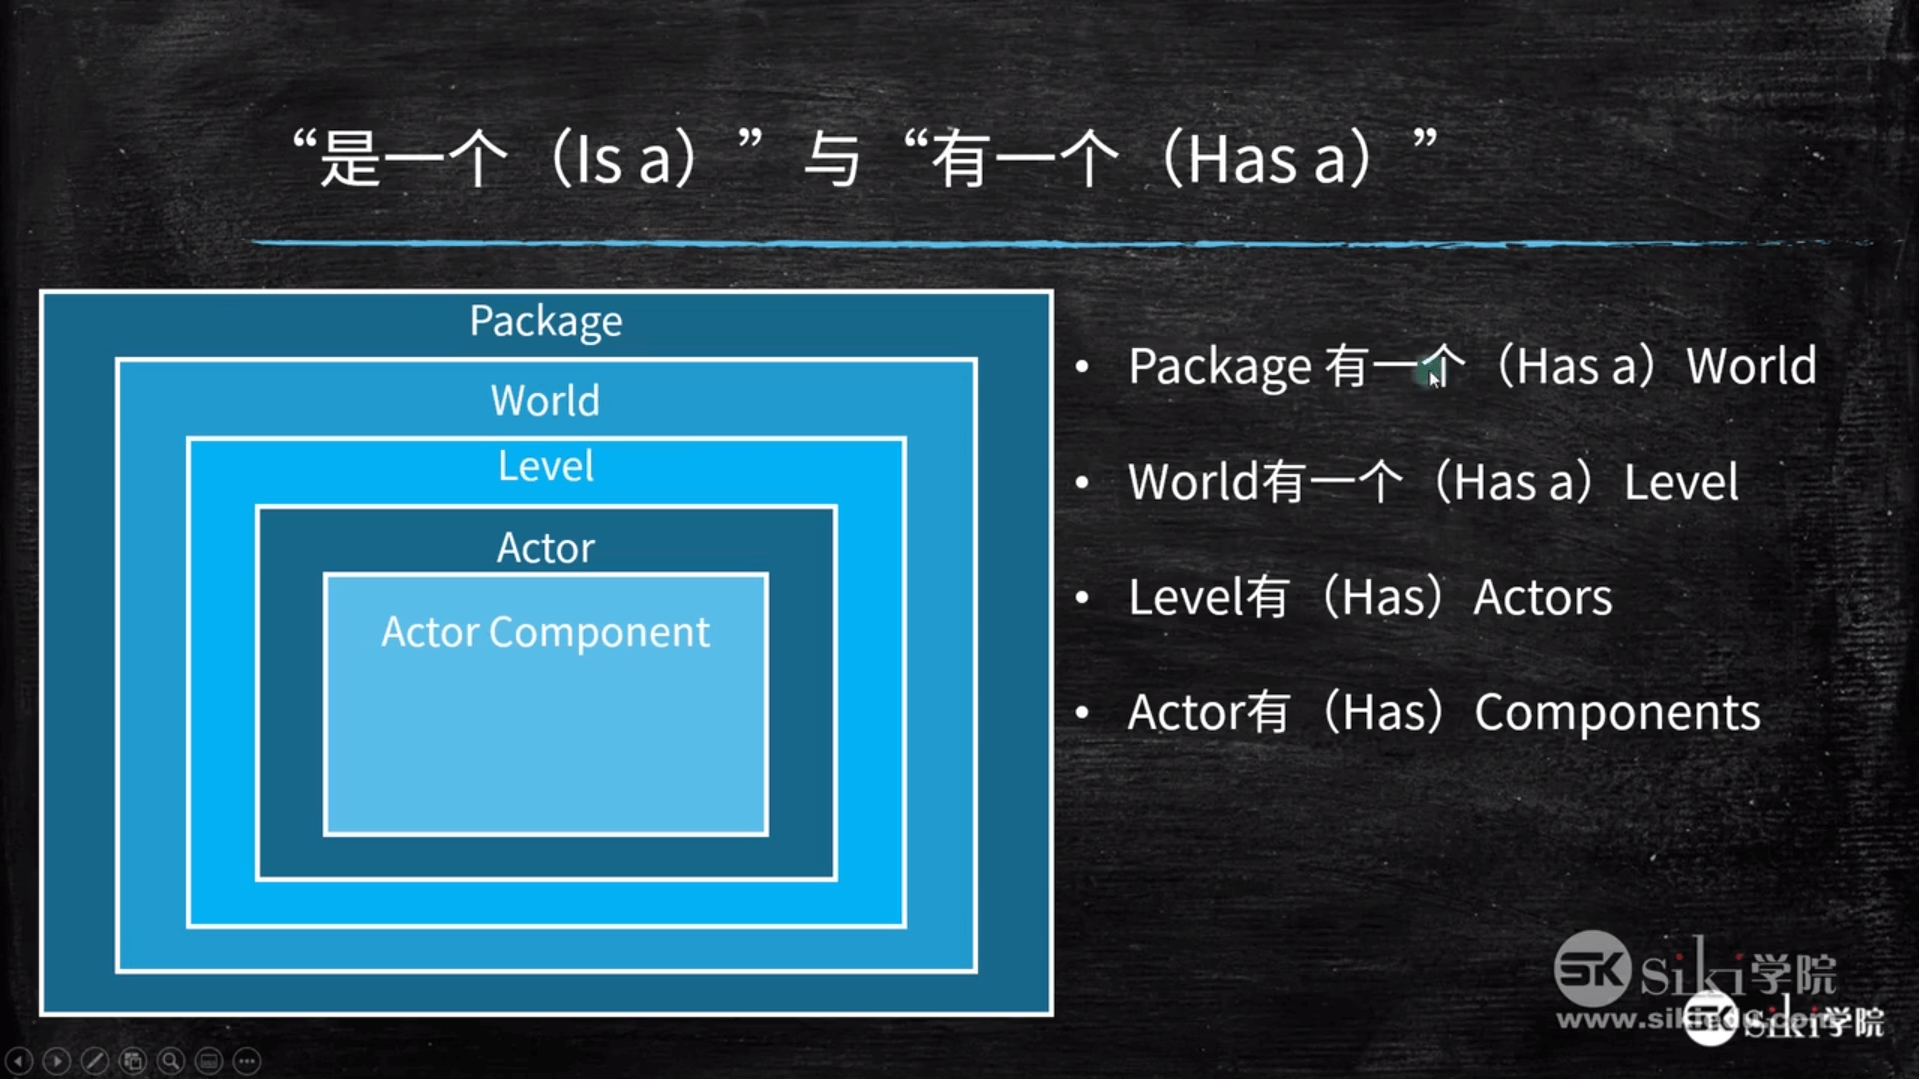 “是一个（Is a）”与“有一个（Has a）”
Package
World
Level
Actor
Actor Component
• Package 有一个（Has a）World
• World有一个（Has a）Level
• Level有（Has）Actors
• Actor有（Has）Components
SK siki学院
www.sikiedu.com
SK siki学院